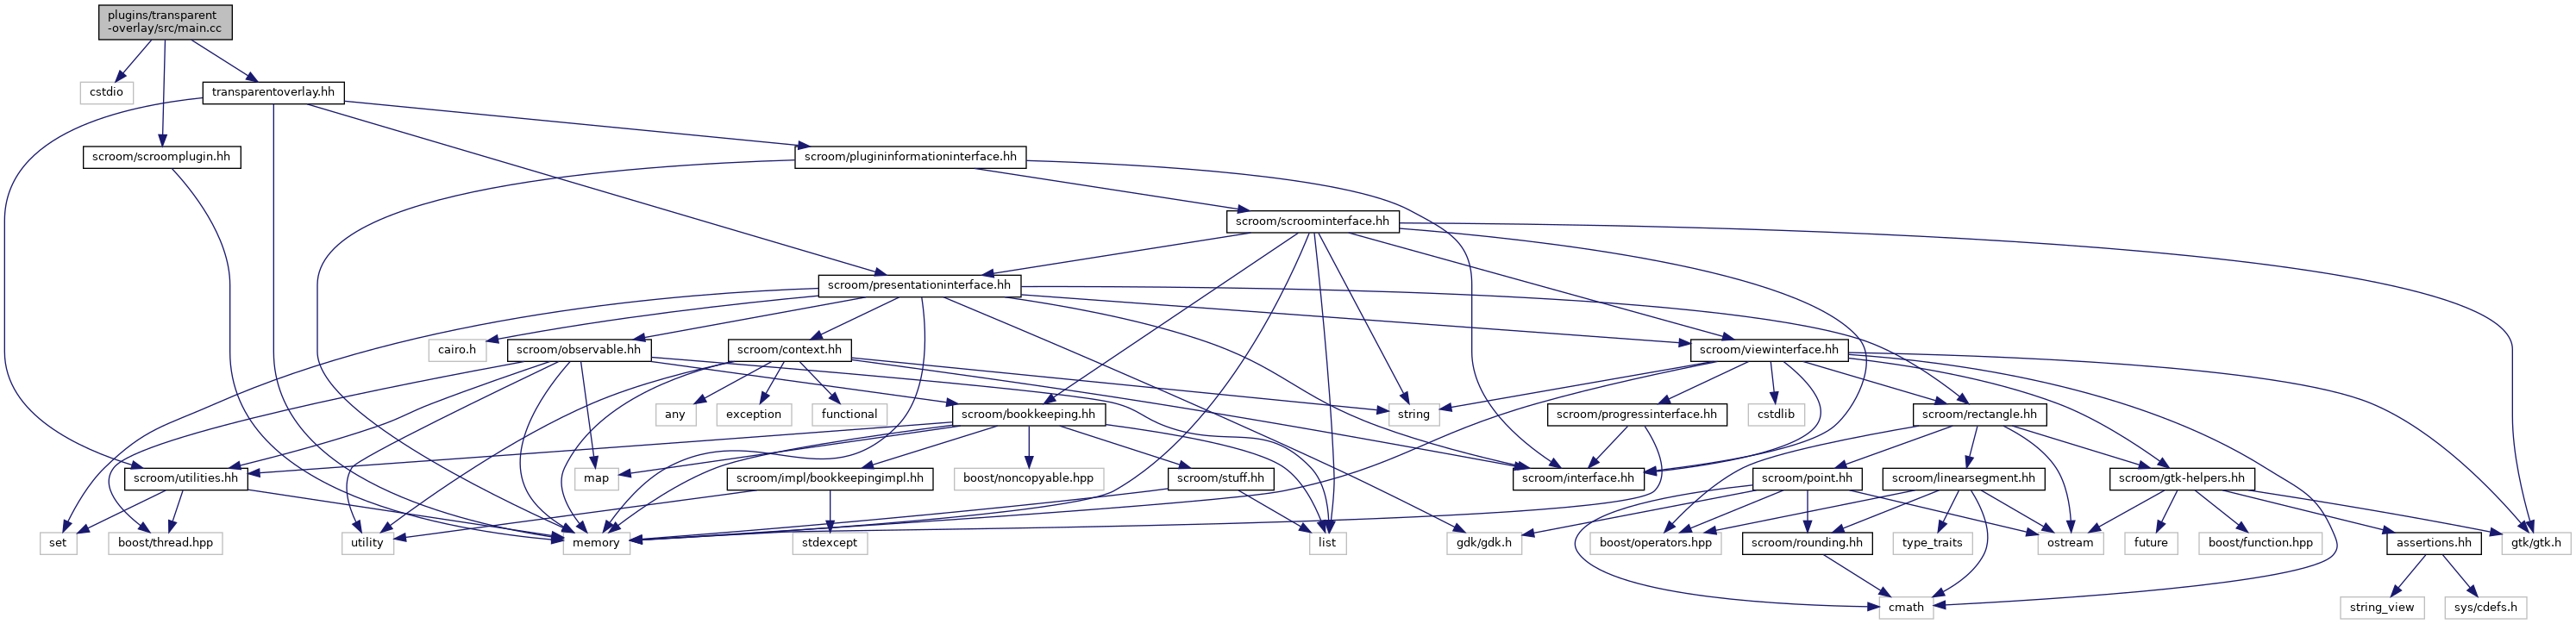 plugins/transparent
-overlay/src/main.cc
cstdio
transparentoverlay.hh
scroom/scroomplugin.hh
scroom/plugininformationinterface.hh
scroom/scroominterface.hh
scroom/presentationinterface.hh
cairo.h
scroom/observable.hh
scroom/context.hh
scroom/viewinterface.hh
any
exception
functional
scroom/bookkeeping.hh
string
scroom/progressinterface.hh
cstdlib
scroom/rectangle.hh
scroom/utilities.hh
map
scroom/impl/bookkeepingimpl.hh
boost/noncopyable.hpp
scroom/stuff.hh
scroom/interface.hh
scroom/point.hh
scroom/linearsegment.hh
scroom/gtk-helpers.hh
set
boost/thread.hpp
utility
memory
stdexcept
list
gdk/gdk.h
boost/operators.hpp
scroom/rounding.hh
type_traits
ostream
future
boost/function.hpp
assertions.hh
gtk/gtk.h
cmath
string_view
sys/cdefs.h